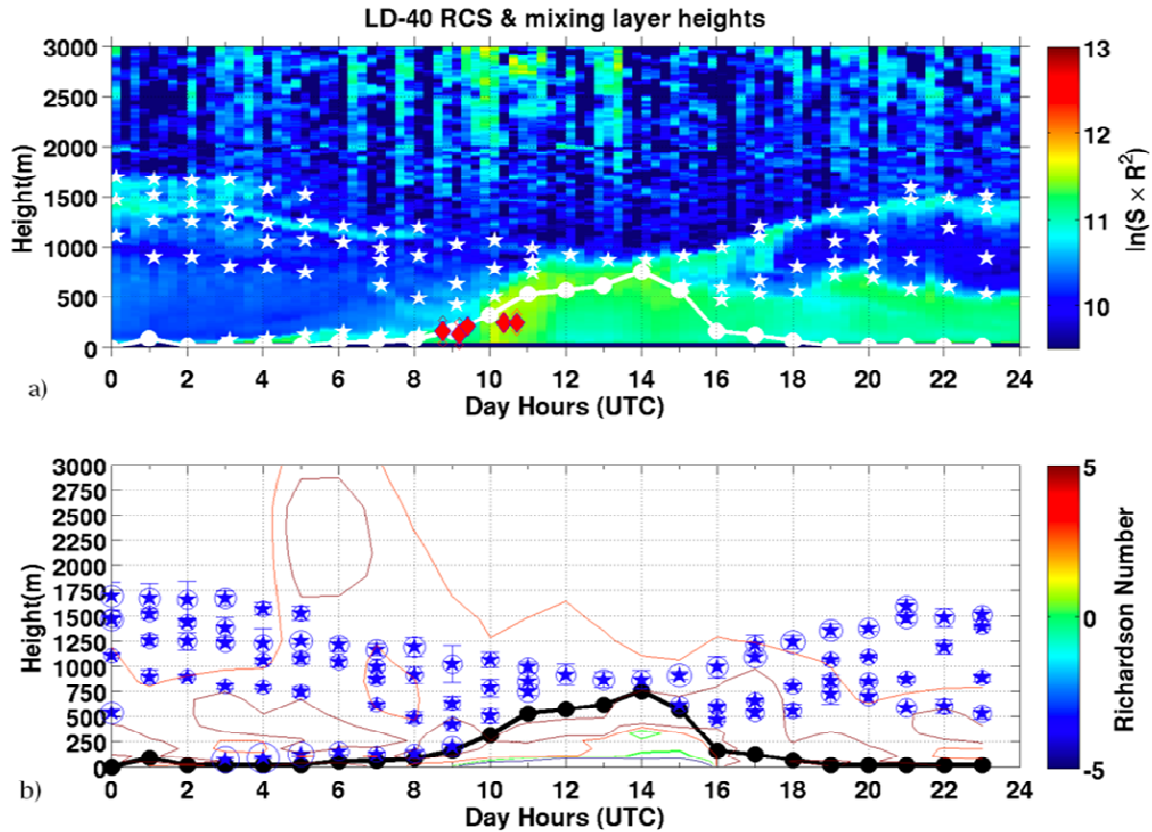 LD-40 RCS & mixing layer heights
3000
2500
2000
1500
1000
500
0
Height(m)
0 2 4 6 8 10 12 14 16 18 20 22 24
Day Hours (UTC)
a)
13
12
11
10
ln(S × R²)
3000
2750
2500
2250
2000
1750
1500
1250
1000
750
500
250
0
Height(m)
0 2 4 6 8 10 12 14 16 18 20 22 24
Day Hours (UTC)
b)
5
0
-5
Richardson Number